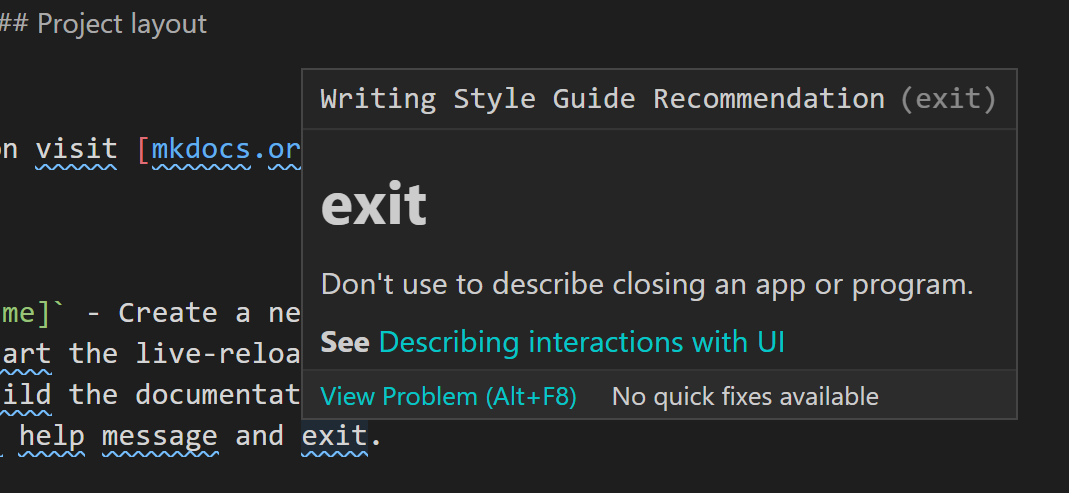 ## Project layout
Writing Style Guide Recommendation (exit)
on visit [mkdocs.or
exit
Don't use to describe closing an app or program.
me]` - Create a ne
See Describing interactions with UI
art the live-reloa
ild the documentat
View Problem (Alt+F8) No quick fixes available
help message and exit.